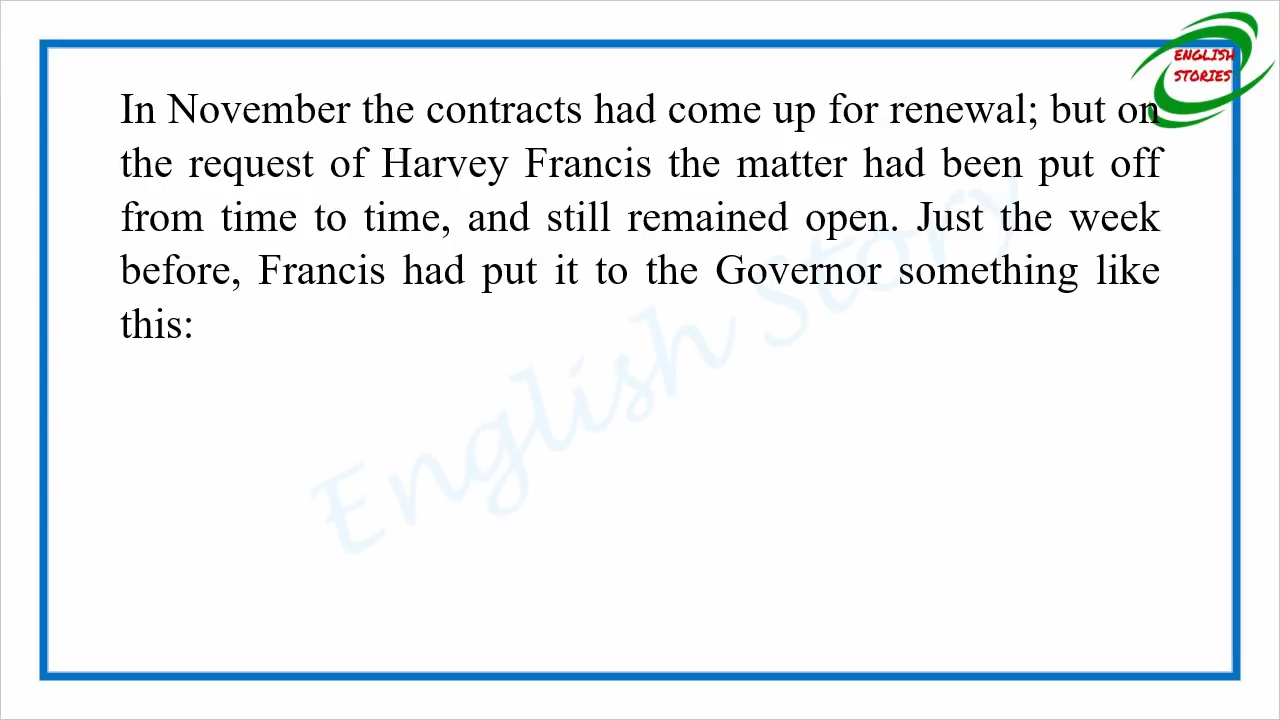 ENGLISH
STORIES
In November the contracts had come up for renewal; but on
the request of Harvey Francis the matter had been put off
from time to time, and still remained open. Just the week
before, Francis had put it to the Governor something like
this:
English Story